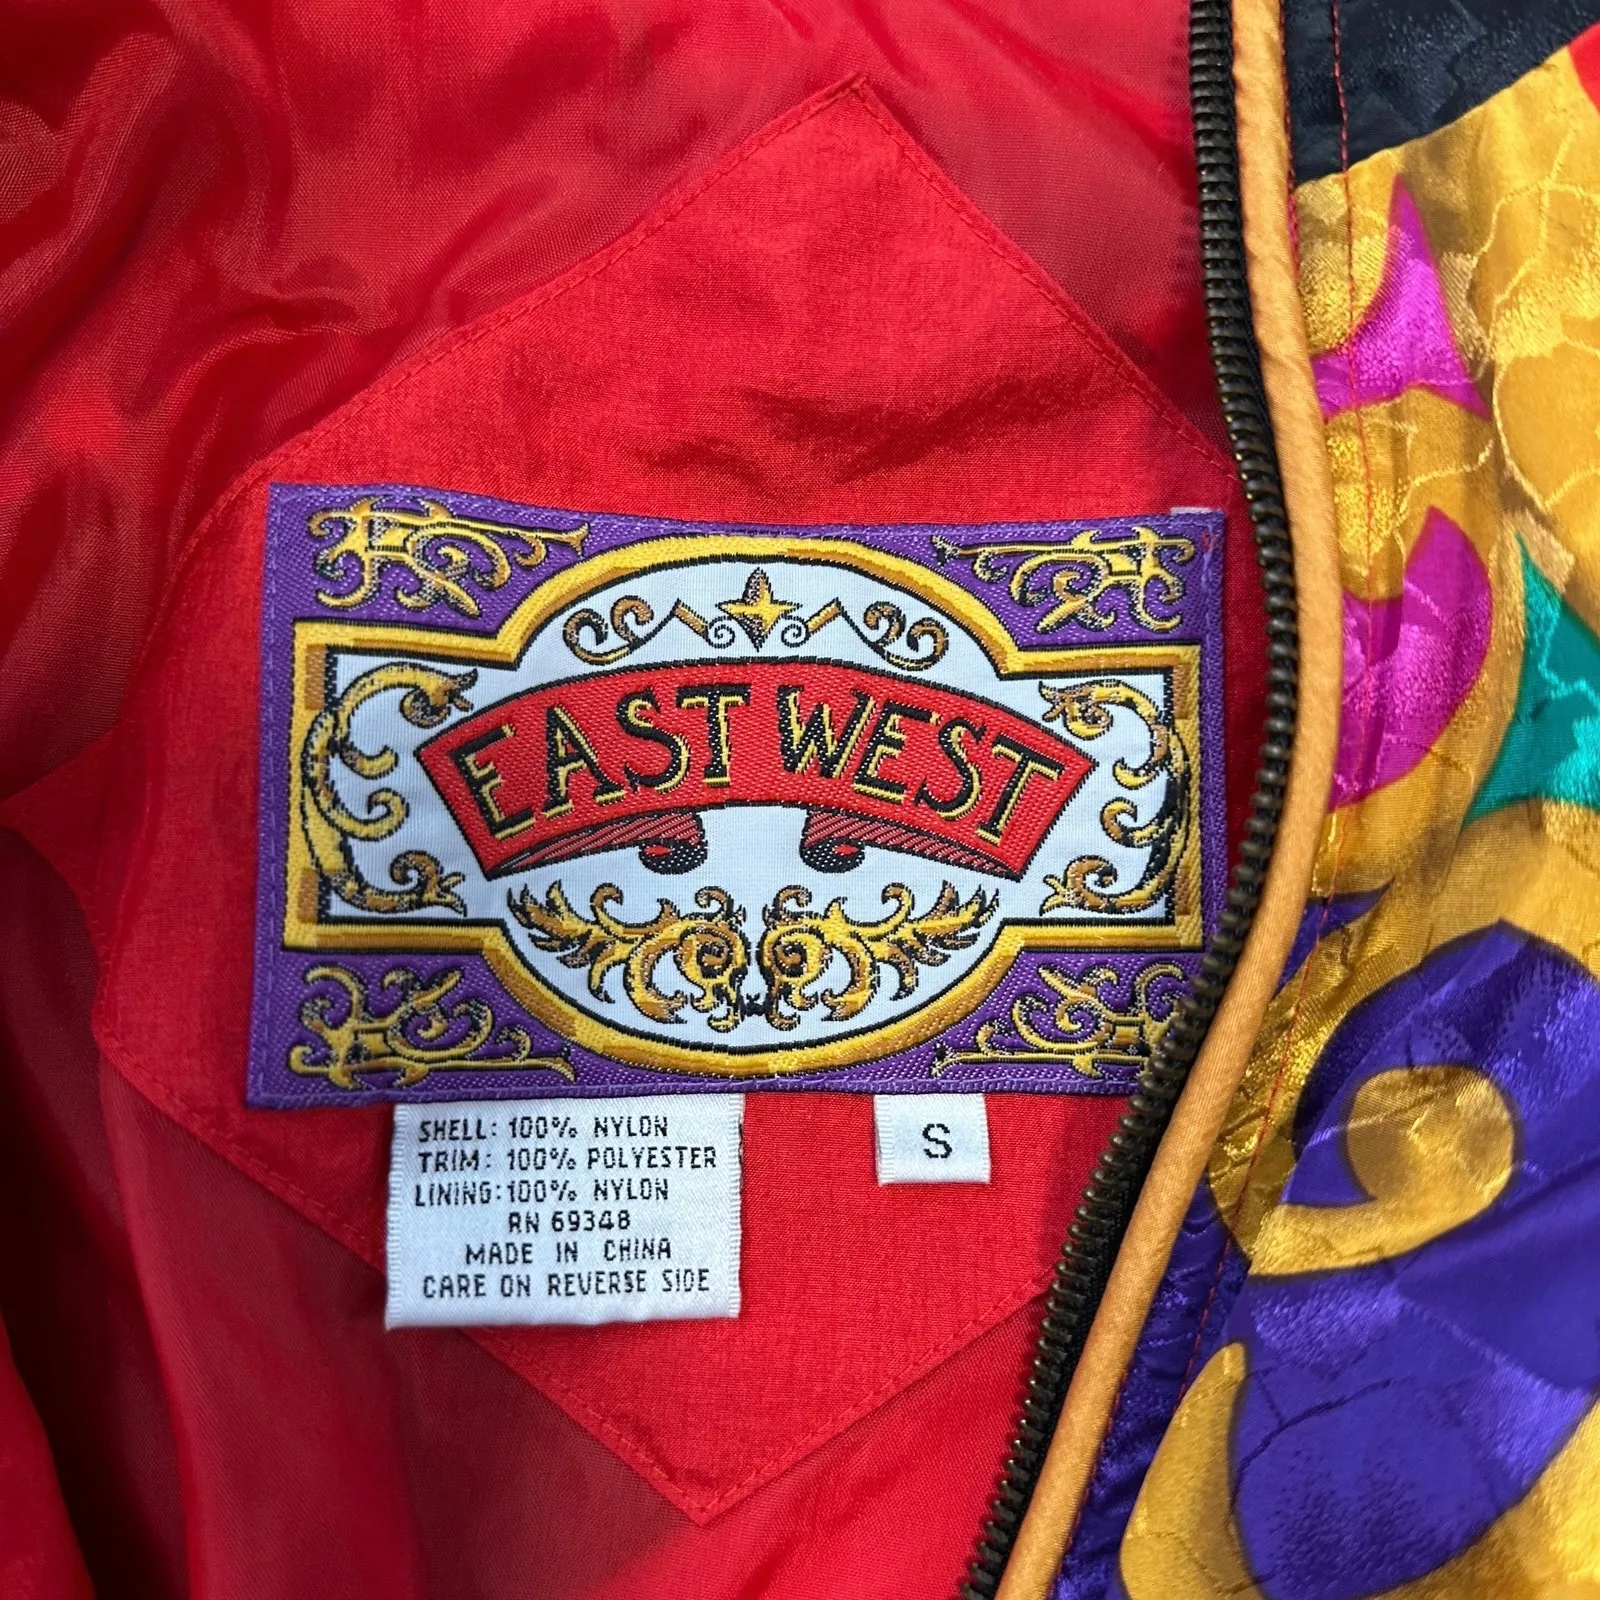 EAST WEST
SHELL: 100% NYLON
TRIM: 100% POLYESTER
LINING: 100% NYLON
RN 69348
MADE IN CHINA
CARE ON REVERSE SIDE
S